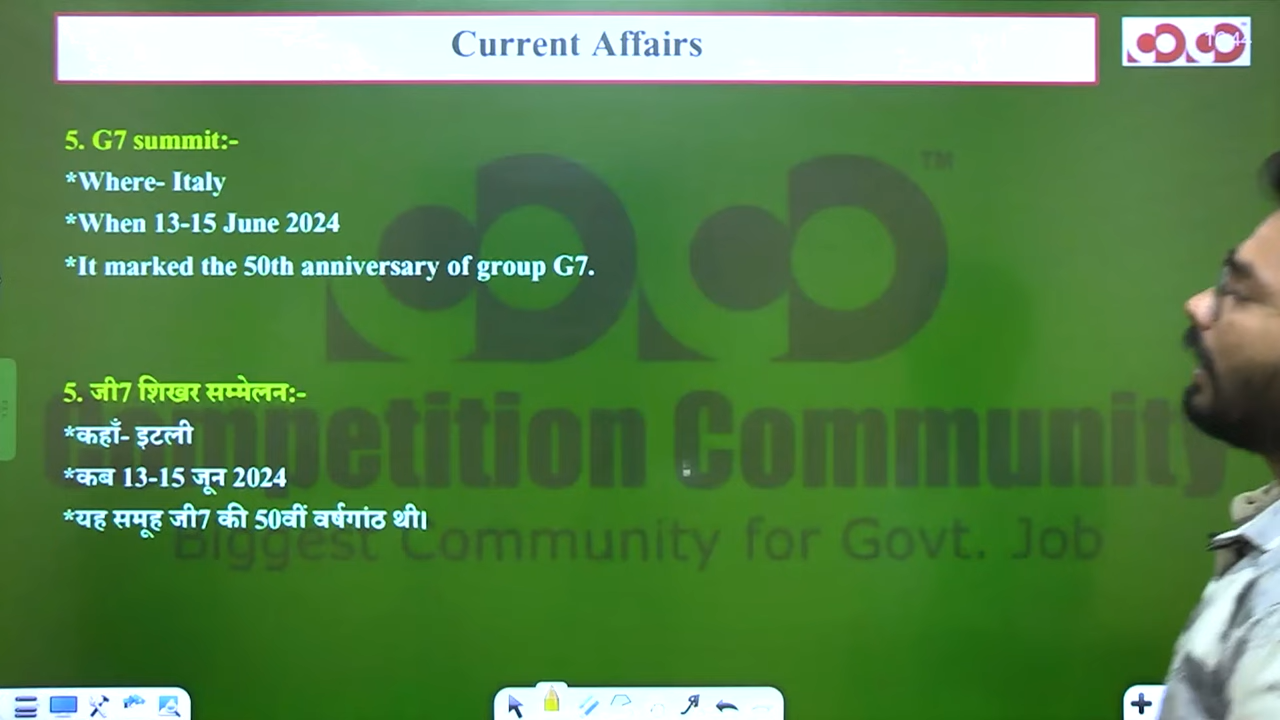 Current Affairs
5. G7 summit:-
*Where- Italy
*When 13-15 June 2024
*It marked the 50th anniversary of group G7.
5. जी7 शिखर सम्मेलन:-
*कहाँ- इटली
*कब 13-15 जून 2024
*यह समूह जी7 की 50वीं वर्षगांठ थी।
Competition Community
Biggest Community for Govt. Job
TM